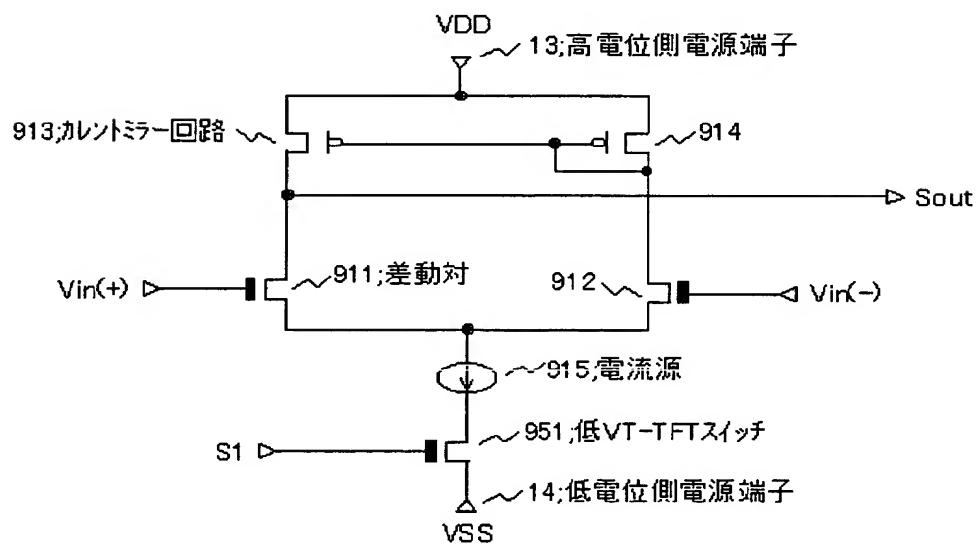 VDD
13;高電位側電源端子
913;カレントミラー回路
914
Sout
Vin(+)
911;差動対
912
Vin(-)
915;電流源
S1
951;低VT-TFTスイッチ
14;低電位側電源端子
VSS